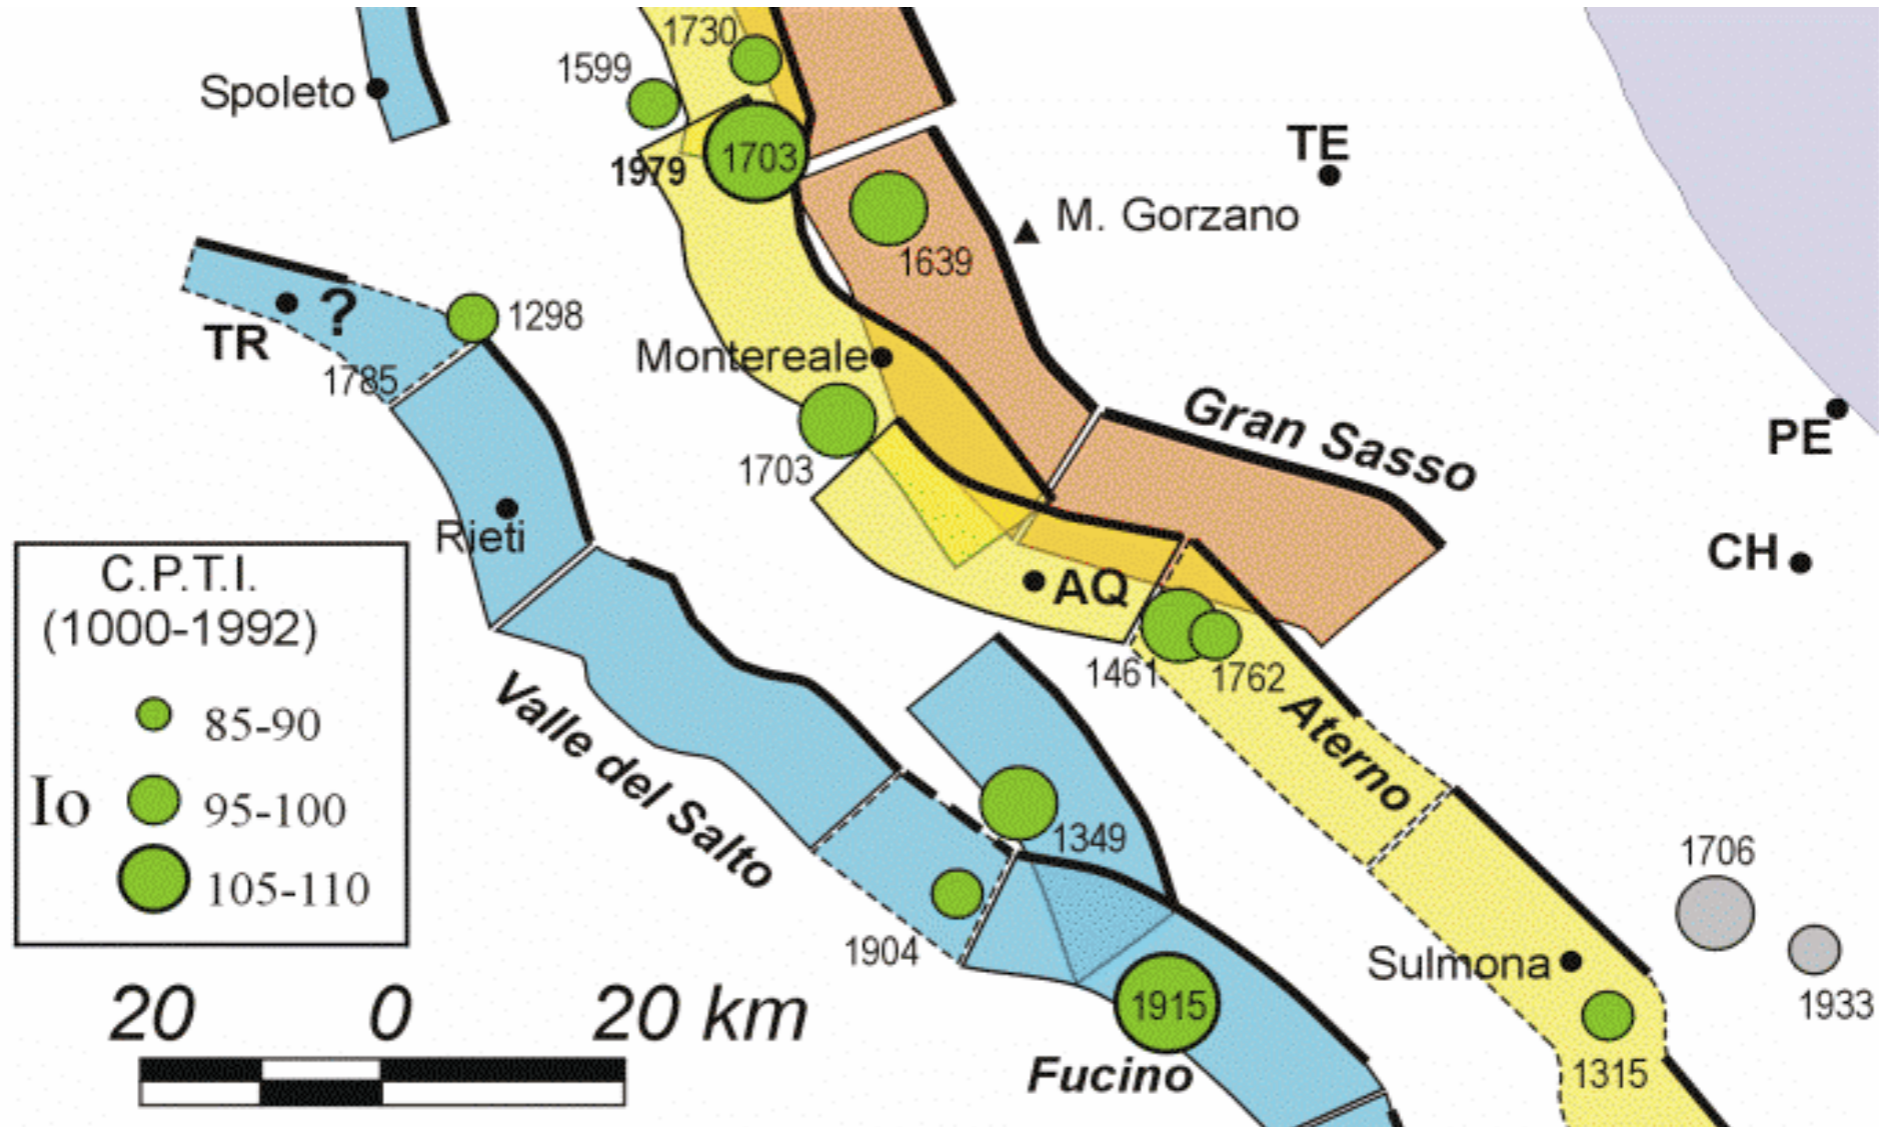 1730
1599
Spoleto
1703
1979
TE
M. Gorzano
1639
1298
?
TR
Montereale
1785
Gran Sasso
PE
1703
Rieti
CH
C.P.T.I.
(1000-1992)
AQ
1461
1762
Valle del Salto
Aterno
85-90
Io
95-100
105-110
1349
1706
1904
Sulmona
1933
1915
20 0 20 km
Fucino
1315